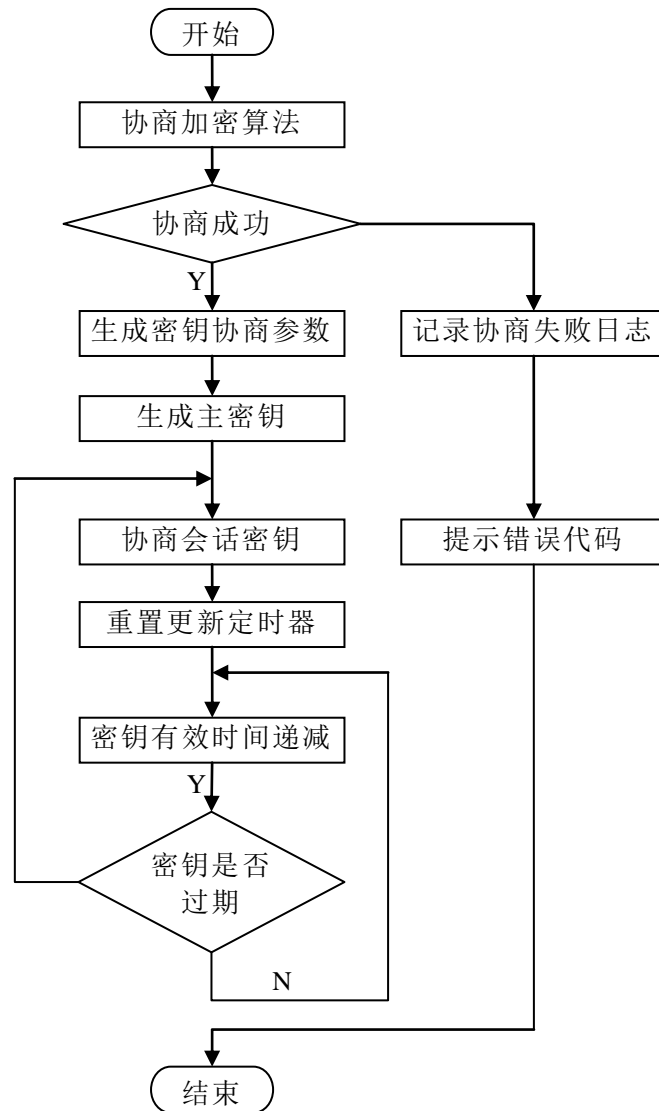 开始
协商加密算法
协商成功
Y
生成密钥协商参数
记录协商失败日志
生成主密钥
协商会话密钥
提示错误代码
重置更新定时器
密钥有效时间递减
Y
密钥是否
过期
N
结束